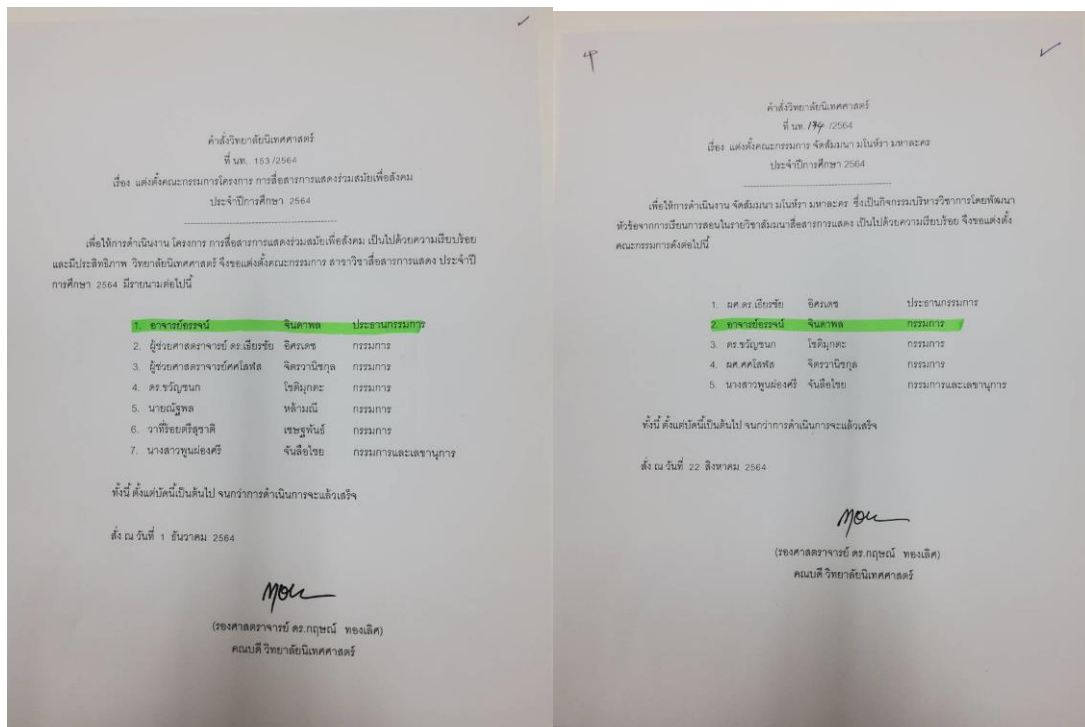 คำสั่งวิทยาลัยนิเทศศาสตร์
ที่ นท. 153 /2564
เรื่อง แต่งตั้งคณะกรรมการโครงการ การสื่อสารการแสดงร่วมสมัยเพื่อสังคม
ประจำปีการศึกษา 2564
เพื่อให้การดำเนินงาน โครงการ การสื่อสารการแสดงร่วมสมัยเพื่อสังคม เป็นไปด้วยความเรียบร้อย
และมีประสิทธิภาพ วิทยาลัยนิเทศศาสตร์ จึงขอแต่งตั้งคณะกรรมการ สาขาวิชาสื่อสารการแสดง ประจำปี
การศึกษา 2564 มีรายนามต่อไปนี้
1. อาจารย์อรรจน์ จินดาพล ประธานกรรมการ
2. ผู้ช่วยศาสตราจารย์ ดร.เธียรชัย อิศรเดช กรรมการ
3. ผู้ช่วยศาสตราจารย์ศศโสฬส จิตรวานิชกุล กรรมการ
4. ดร.ขวัญชนก โชติมุกตะ กรรมการ
5. นายณัฐพล หล้ามณี กรรมการ
6. ว่าที่ร้อยตรีสุชาติ เชษฐพันธ์ กรรมการ
7. นางสาวพูนผ่องศรี จันลือไชย กรรมการและเลขานุการ
ทั้งนี้ ตั้งแต่บัดนี้เป็นต้นไป จนกว่าการดำเนินการจะแล้วเสร็จ
สั่ง ณ วันที่ 1 ธันวาคม 2564
(รองศาสตราจารย์ ดร.กฤษณ์ ทองเลิศ)
คณบดี วิทยาลัยนิเทศศาสตร์
คำสั่งวิทยาลัยนิเทศศาสตร์
ที่ นท. 174 /2564
เรื่อง แต่งตั้งคณะกรรมการ จัดสัมมนา มโนห์รา มหาละคร
ประจำปีการศึกษา 2564
เพื่อให้การดำเนินงาน จัดสัมมนา มโนห์รา มหาละคร ซึ่งเป็นกิจกรรมบริหารวิชาการโดยพัฒนา
หัวข้อจากการเรียนการสอนในรายวิชาสัมมนาสื่อสารการแสดง เป็นไปด้วยความเรียบร้อย จึงขอแต่งตั้ง
คณะกรรมการดังต่อไปนี้
1. ผศ.ดร.เธียรชัย อิศรเดช ประธานกรรมการ
2. อาจารย์อรรจน์ จินดาพล กรรมการ
3. ดร.ขวัญชนก โชติมุกตะ กรรมการ
4. ผศ.ศศโสฬส จิตรวานิชกุล กรรมการ
5. นางสาวพูนผ่องศรี จันลือไชย กรรมการและเลขานุการ
ทั้งนี้ ตั้งแต่บัดนี้เป็นต้นไป จนกว่าการดำเนินการจะแล้วเสร็จ
สั่ง ณ วันที่ 22 สิงหาคม 2564
(รองศาสตราจารย์ ดร.กฤษณ์ ทองเลิศ)
คณบดี วิทยาลัยนิเทศศาสตร์